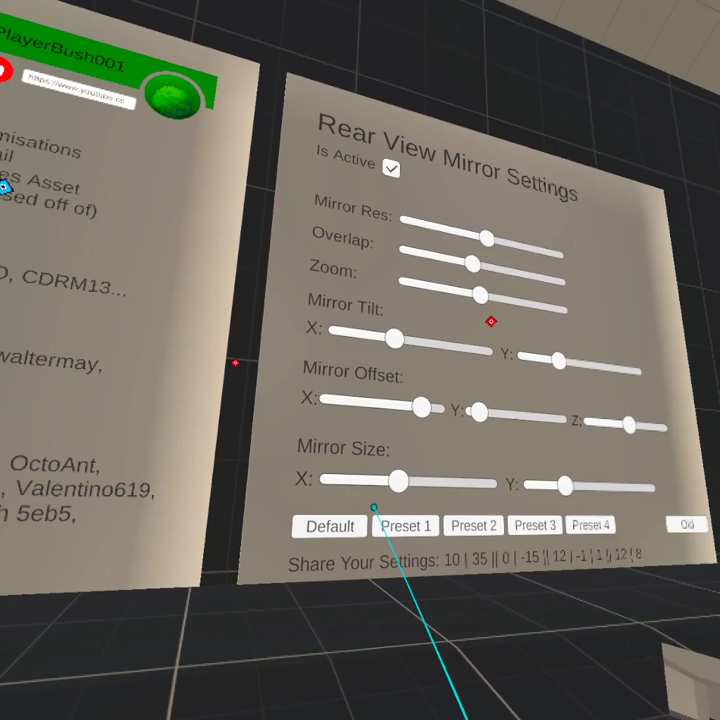 PlayerBush001
https://www.youtube.co
misations
ail
es Asset
sed off of)
D, CDRM13...
waltermay,
OctoAnt,
, Valentino619,
h 5eb5,
Rear View Mirror Settings
Is Active
Mirror Res:
Overlap:
Zoom:
Mirror Tilt:
X: Y:
Mirror Offset:
X: Y: Z:
Mirror Size:
X: Y:
Default Preset 1 Preset 2 Preset 3 Preset 4 Old
Share Your Settings: 10 | 35 || 0 | -15 || 12 | -1 | 1 || 12 | 8